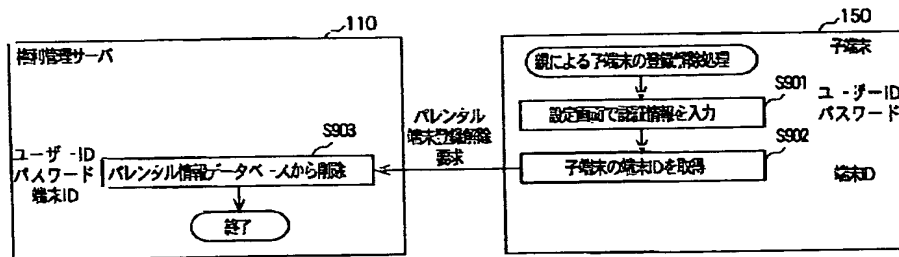 110
権利管理サーバ
S903
ユーザーID
パスワード
端末ID
パレンタル情報データベースから削除
終了
パレンタル
端末登録解除
要求
150
子端末
親による子端末の登録解除処理
S901
設定画面で認証情報を入力
ユーザーID
パスワード
S902
子端末の端末IDを取得
端末ID